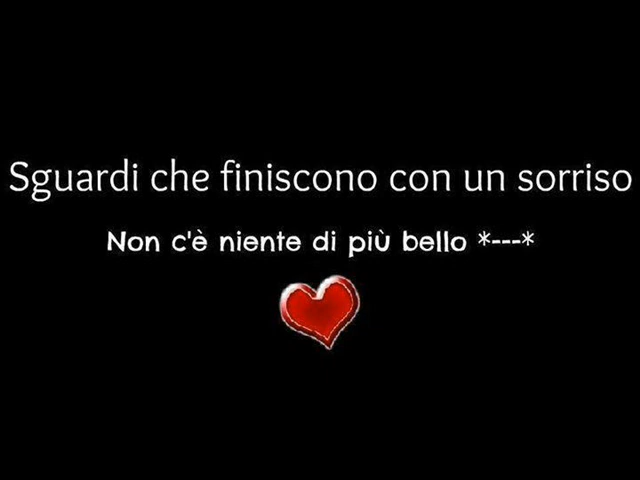 Sguardi che finiscono con un sorriso
Non c'è niente di più bello *---*